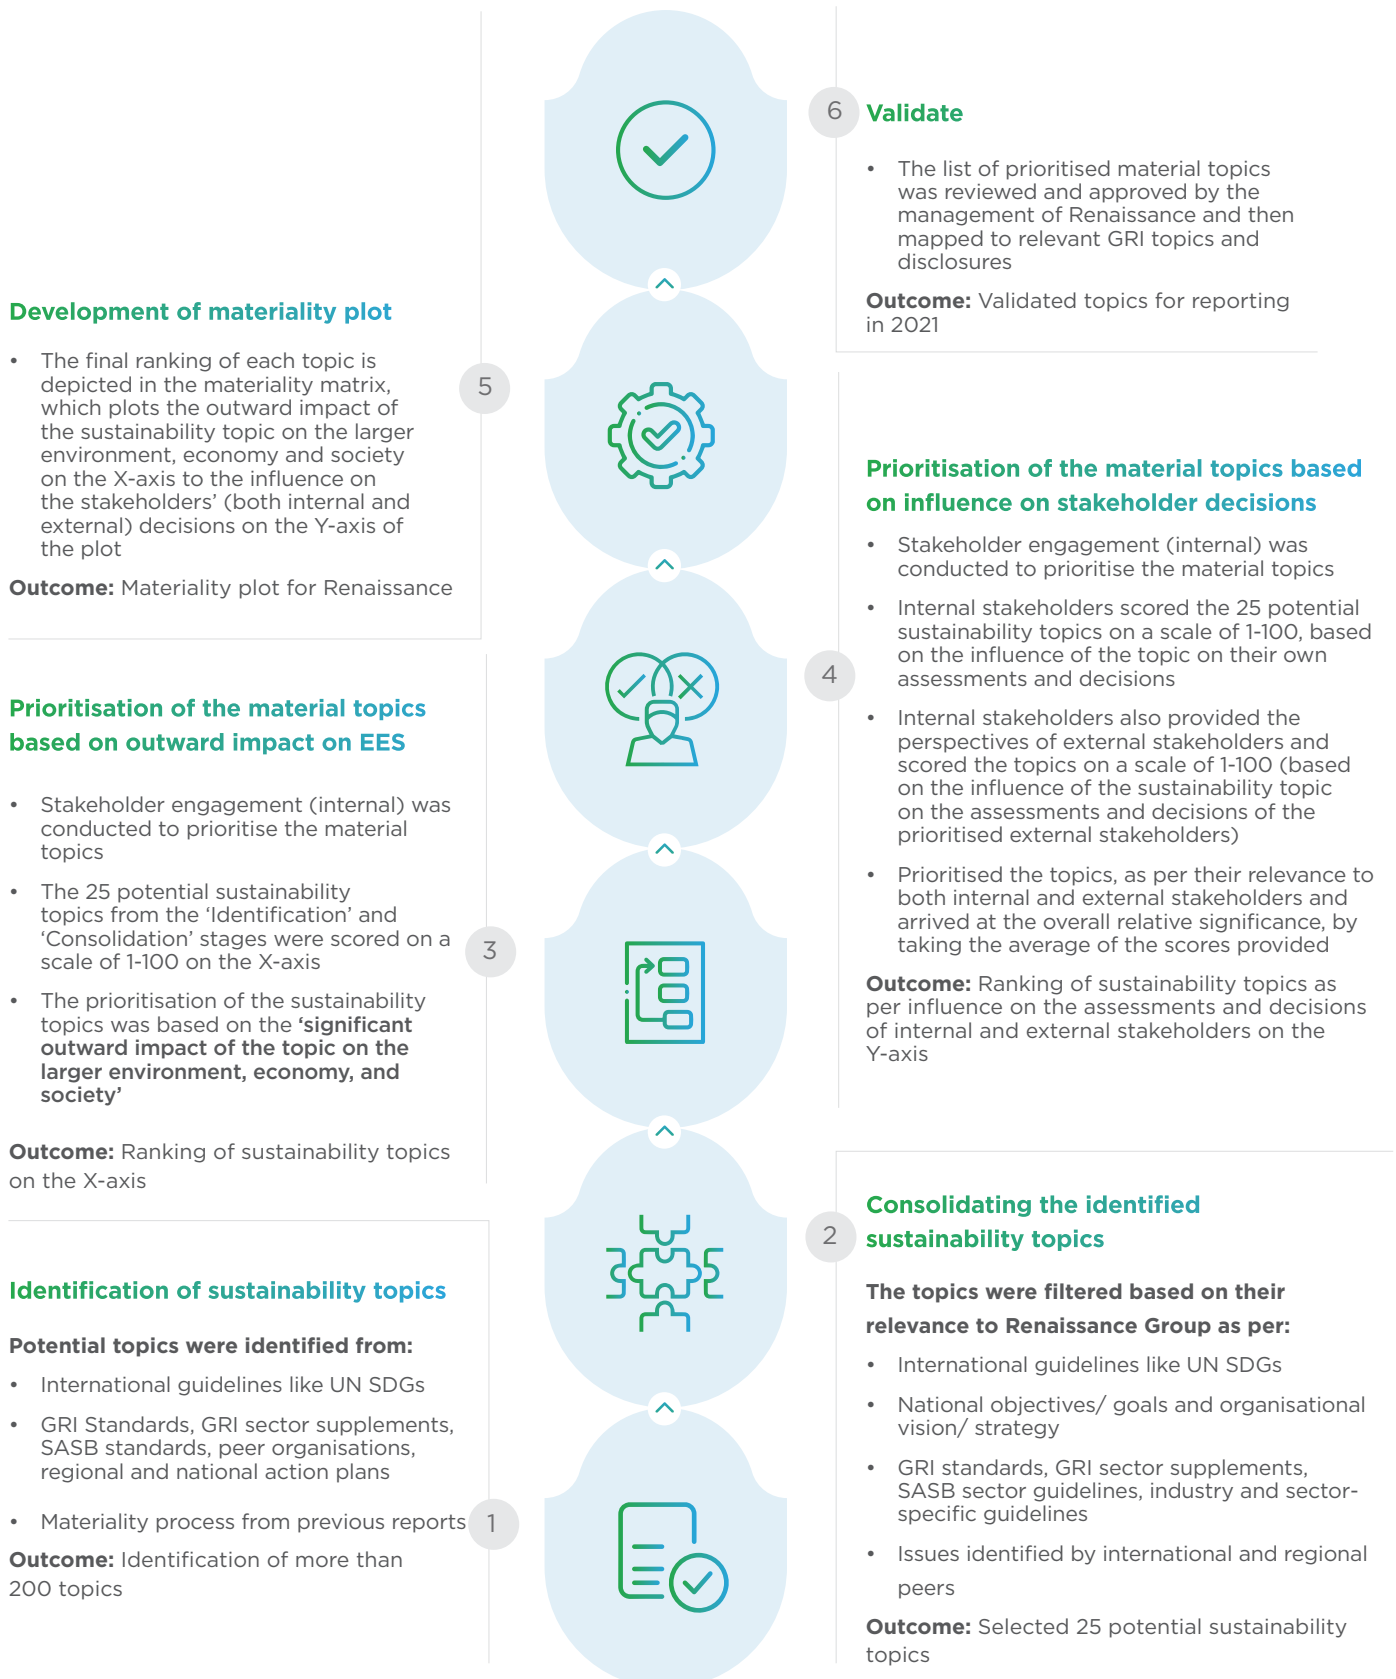 6
Validate
• The list of prioritised material topics
was reviewed and approved by the
management of Renaissance and then
mapped to relevant GRI topics and
disclosures
Outcome: Validated topics for reporting
in 2021
Development of materiality plot
• The final ranking of each topic is
depicted in the materiality matrix,
which plots the outward impact of
the sustainability topic on the larger
environment, economy and society
on the X-axis to the influence on
the stakeholders’ (both internal and
external) decisions on the Y-axis of
the plot
Outcome: Materiality plot for Renaissance
5
Prioritisation of the material topics based
on influence on stakeholder decisions
• Stakeholder engagement (internal) was
conducted to prioritise the material topics
• Internal stakeholders scored the 25 potential
sustainability topics on a scale of 1-100, based
on the influence of the topic on their own
assessments and decisions
• Internal stakeholders also provided the
perspectives of external stakeholders and
scored the topics on a scale of 1-100 (based
on the influence of the sustainability topic
on the assessments and decisions of the
prioritised external stakeholders)
• Prioritised the topics, as per their relevance to
both internal and external stakeholders and
arrived at the overall relative significance, by
taking the average of the scores provided
Outcome: Ranking of sustainability topics as
per influence on the assessments and decisions
of internal and external stakeholders on the
Y-axis
4
Prioritisation of the material topics
based on outward impact on EES
• Stakeholder engagement (internal) was
conducted to prioritise the material
topics
• The 25 potential sustainability
topics from the ‘Identification’ and
‘Consolidation’ stages were scored on a
scale of 1-100 on the X-axis
• The prioritisation of the sustainability
topics was based on the ‘significant
outward impact of the topic on the
larger environment, economy, and
society’
Outcome: Ranking of sustainability topics
on the X-axis
3
2
Consolidating the identified
sustainability topics
The topics were filtered based on their
relevance to Renaissance Group as per:
• International guidelines like UN SDGs
• National objectives/ goals and organisational
vision/ strategy
• GRI standards, GRI sector supplements,
SASB sector guidelines, industry and sector-
specific guidelines
• Issues identified by international and regional
peers
Outcome: Selected 25 potential sustainability
topics
Identification of sustainability topics
Potential topics were identified from:
• International guidelines like UN SDGs
• GRI Standards, GRI sector supplements,
SASB standards, peer organisations,
regional and national action plans
• Materiality process from previous reports
Outcome: Identification of more than
200 topics
1